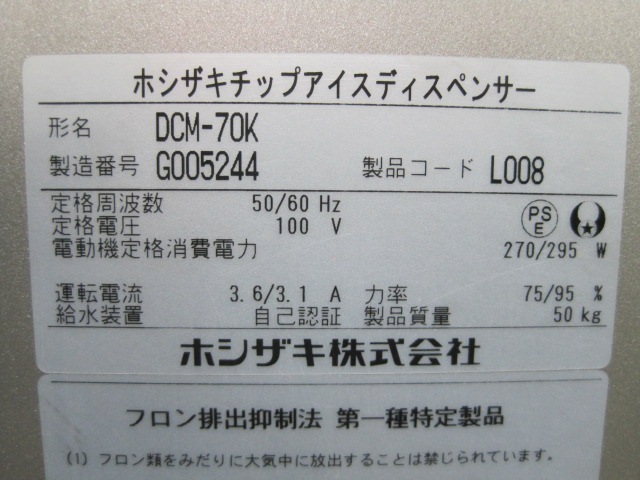 ホシザキチップアイスディスペンサー
形名 DCM-70K
製造番号 G005244 製品コード L008
定格周波数 50/60 Hz
定格電圧 100 V PSE
電動機定格消費電力 270/295 W
運転電流 3.6/3.1 A 力率 75/95 %
給水装置 自己認証 製品質量 50 kg
ホシザキ株式会社
フロン排出抑制法 第一種特定製品
(1) フロン類をみだりに大気中に放出することは禁じられています。